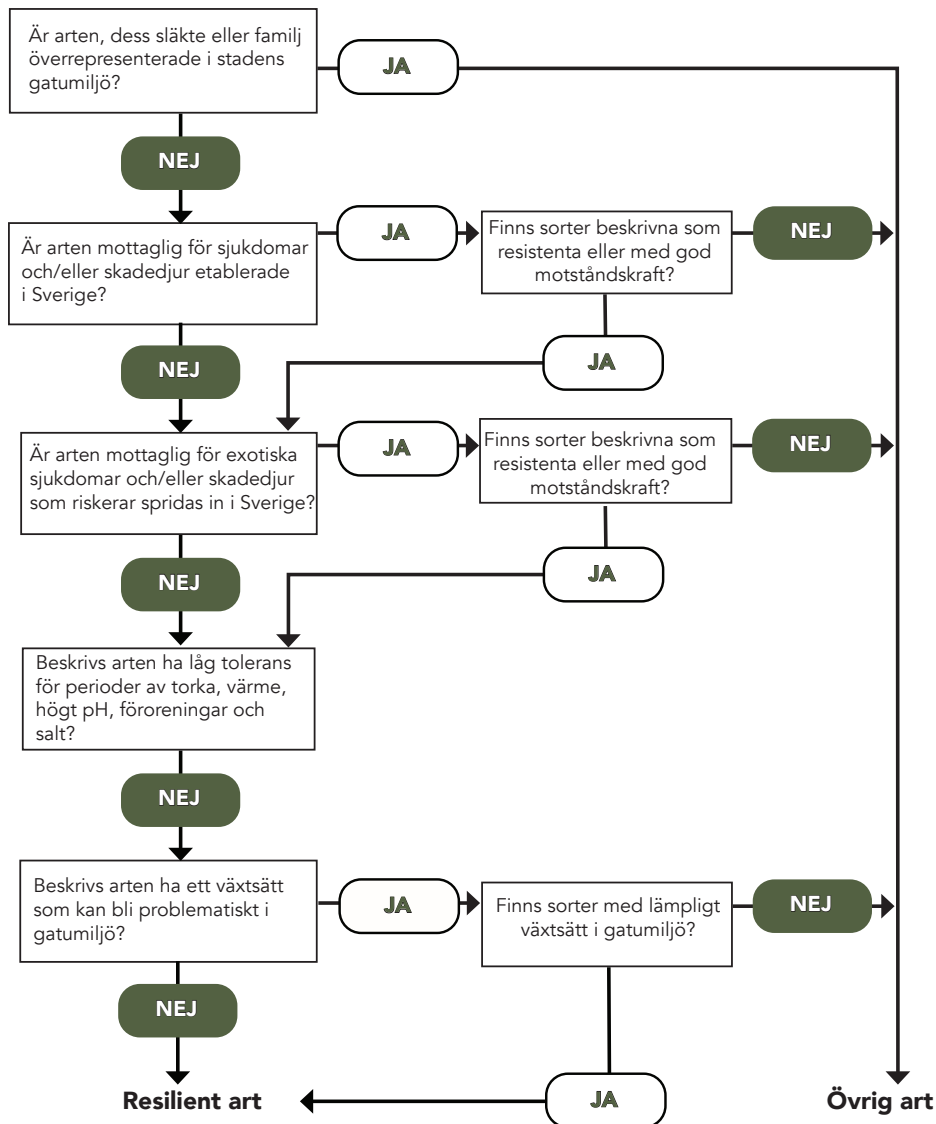 Är arten, dess släkte eller familj
överrepresenterade i stadens
gatumiljö?
JA
NEJ
Är arten mottaglig för sjukdomar
och/eller skadedjur etablerade
i Sverige?
JA
Finns sorter beskrivna som
resistenta eller med god
motståndskraft?
NEJ
NEJ
JA
Är arten mottaglig för exotiska
sjukdomar och/eller skadedjur
som riskerar spridas in i Sverige?
JA
Finns sorter beskrivna som
resistenta eller med god
motståndskraft?
NEJ
NEJ
JA
Beskrivs arten ha låg tolerans
för perioder av torka, värme,
högt pH, föroreningar och
salt?
NEJ
Beskrivs arten ha ett växtsätt
som kan bli problematiskt i
gatumiljö?
JA
Finns sorter med lämpligt
växtsätt i gatumiljö?
NEJ
NEJ
Resilient art
JA
Övrig art